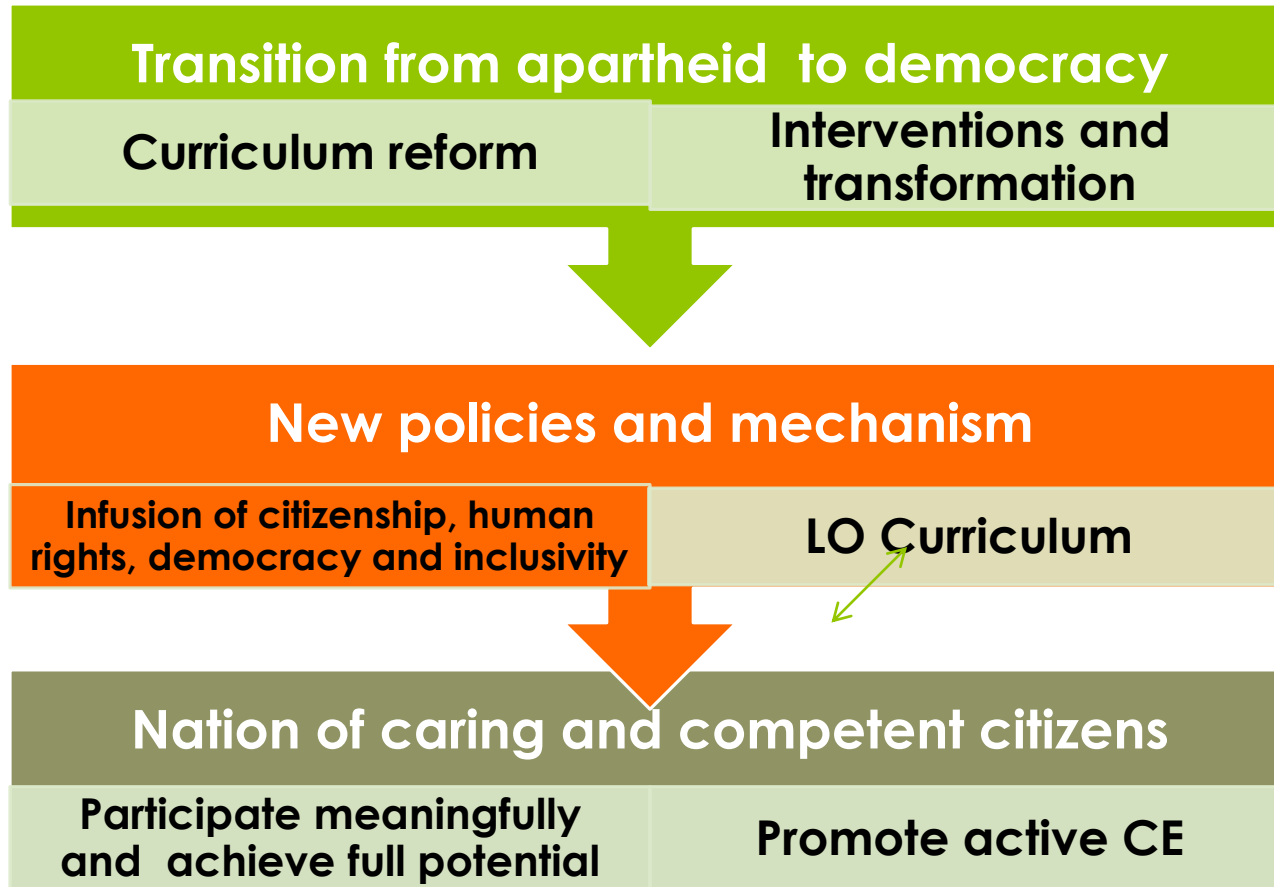 Transition from apartheid to democracy
Curriculum reform
Interventions and
transformation
New policies and mechanism
Infusion of citizenship, human
rights, democracy and inclusivity
LO Curriculum
Nation of caring and competent citizens
Participate meaningfully
and achieve full potential
Promote active CE